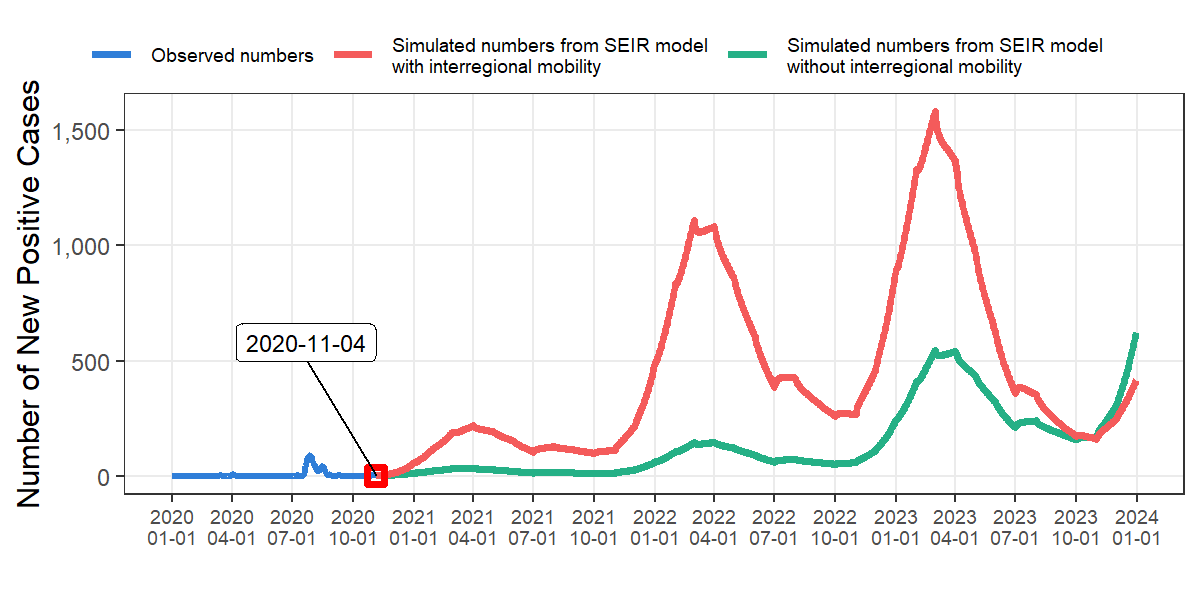 Observed numbers
Simulated numbers from SEIR model
with interregional mobility
Simulated numbers from SEIR model
without interregional mobility
Number of New Positive Cases
1,500
1,000
500
0
2020-11-04
2020 2020 2020 2020 2021 2021 2021 2021 2022 2022 2022 2022 2023 2023 2023 2023 2024
01-01 04-01 07-01 10-01 01-01 04-01 07-01 10-01 01-01 04-01 07-01 10-01 01-01 04-01 07-01 10-01 01-01